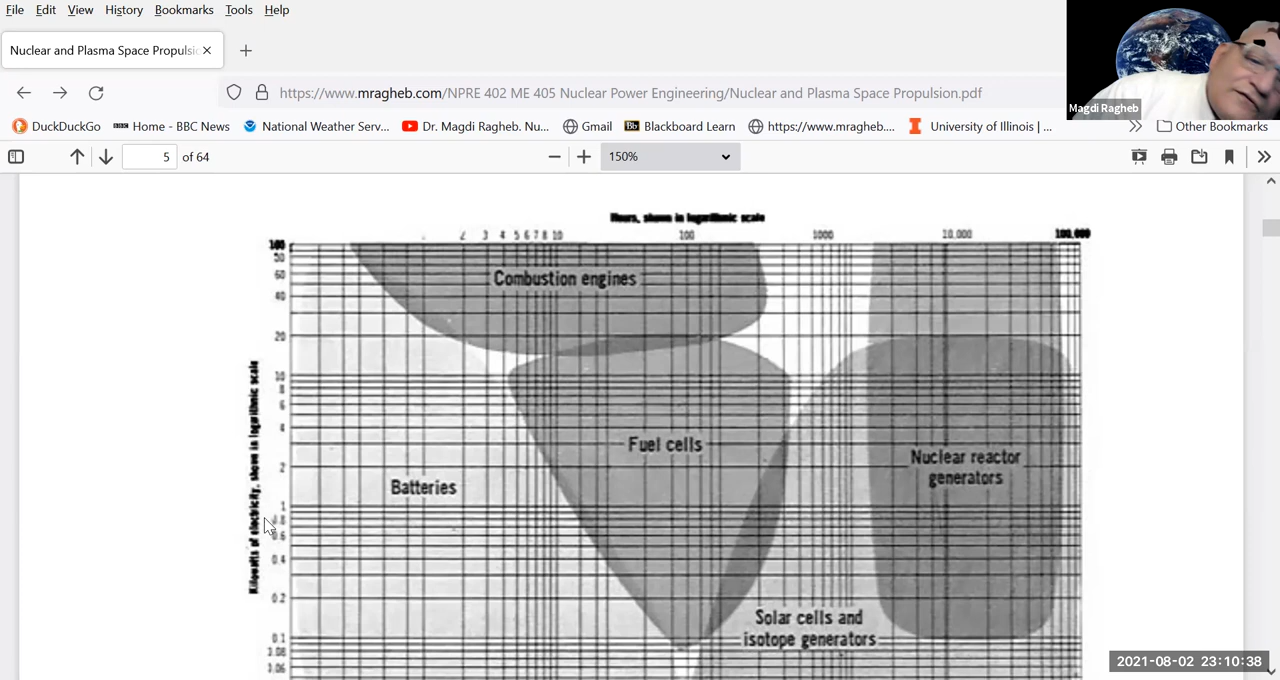 File Edit View History Bookmarks Tools Help
Nuclear and Plasma Space Propulsic
https://www.mragheb.com/NPRE 402 ME 405 Nuclear Power Engineering/Nuclear and Plasma Space Propulsion.pdf
Magdi Ragheb
DuckDuckGo Home - BBC News National Weather Serv... Dr. Magdi Ragheb. Nu... Gmail Bb Blackboard Learn https://www.mragheb.... University of Illinois | ... Other Bookmarks
5 of 64
150%
Hours, shown in logarithmic scale
2 3 4 5 6 7 8 10 100 1000 10,000 100,000
100
50
60
40
20
10
8
6
4
2
1
0.8
0.6
0.4
0.2
0.1
0.08
0.06
Kilowatts of electricity, shown in logarithmic scale
Combustion engines
Fuel cells
Batteries
Nuclear reactor
generators
Solar cells and
isotope generators
2021-08-02 23:10:38